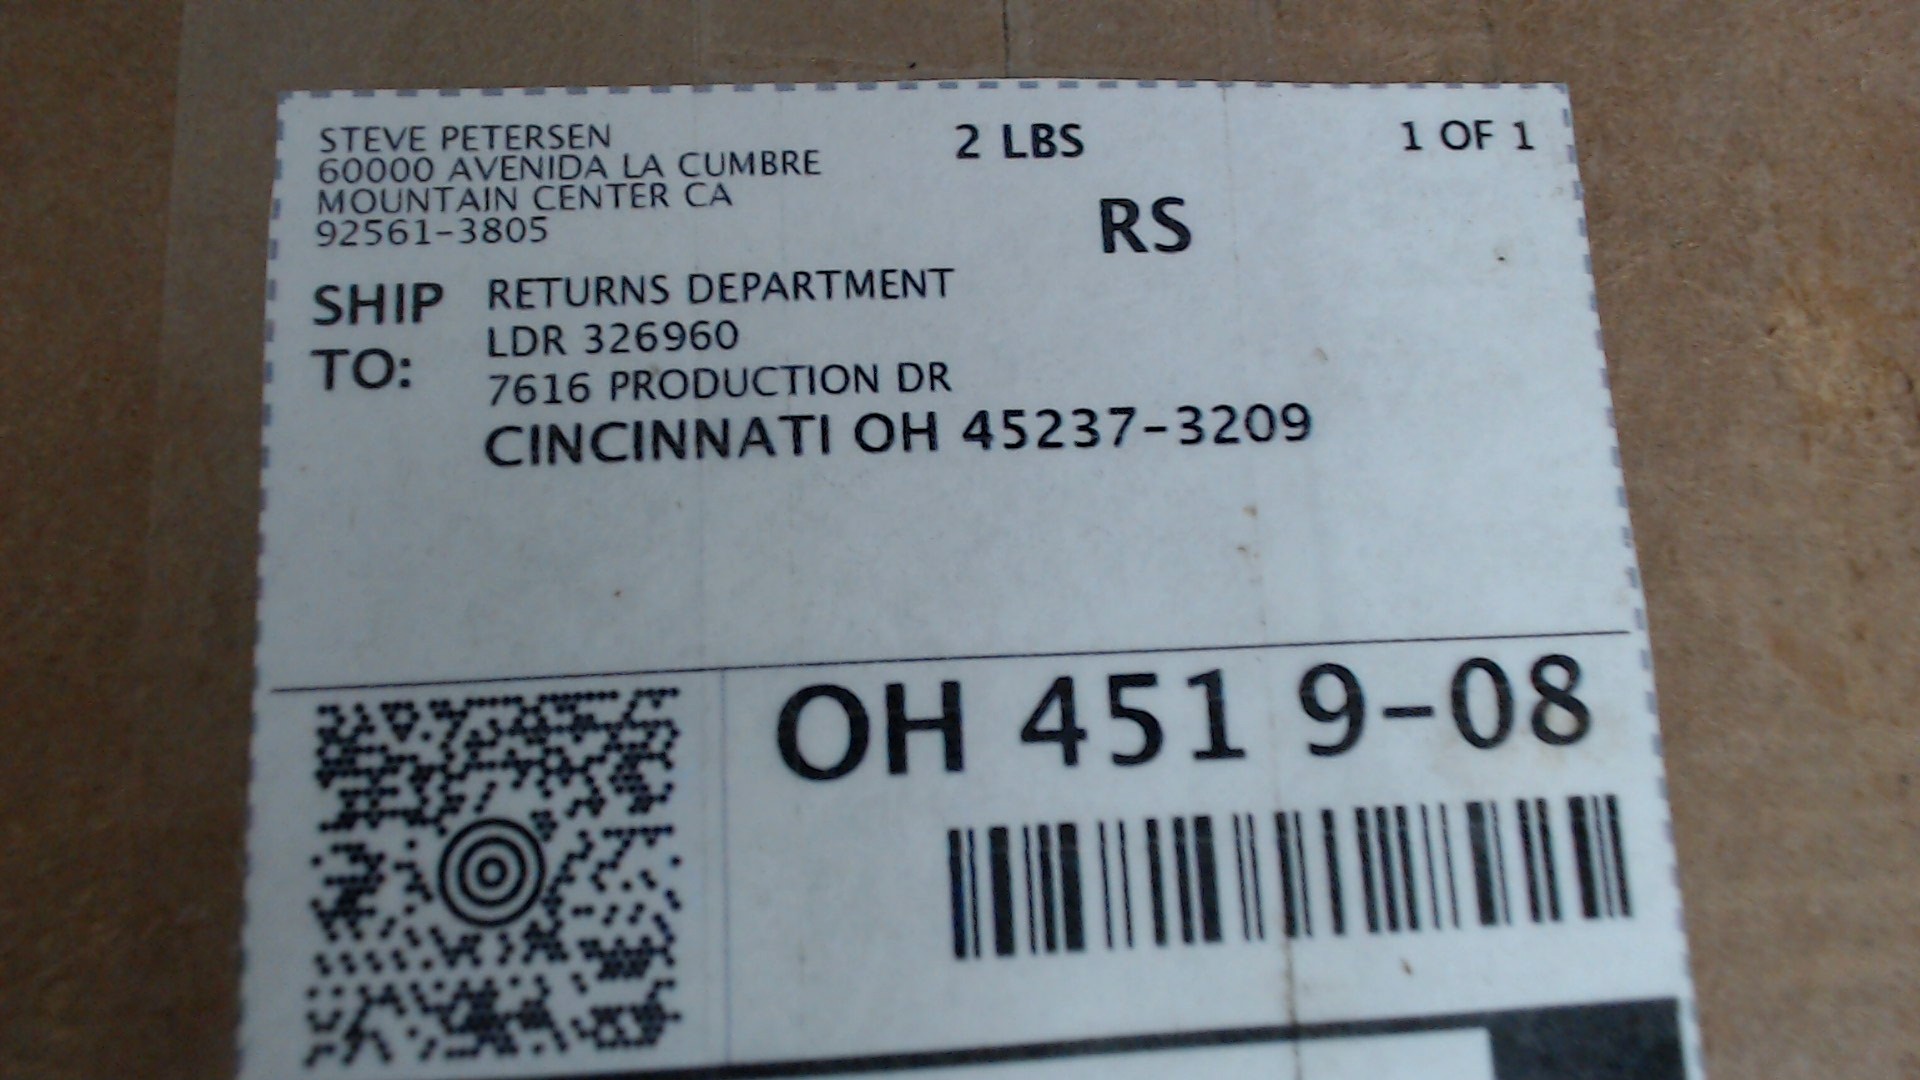 STEVE PETERSEN
60000 AVENIDA LA CUMBRE
MOUNTAIN CENTER CA
92561-3805
2 LBS
1 OF 1
RS
SHIP TO:
RETURNS DEPARTMENT
LDR 326960
7616 PRODUCTION DR
CINCINNATI OH 45237-3209
OH 451 9-08